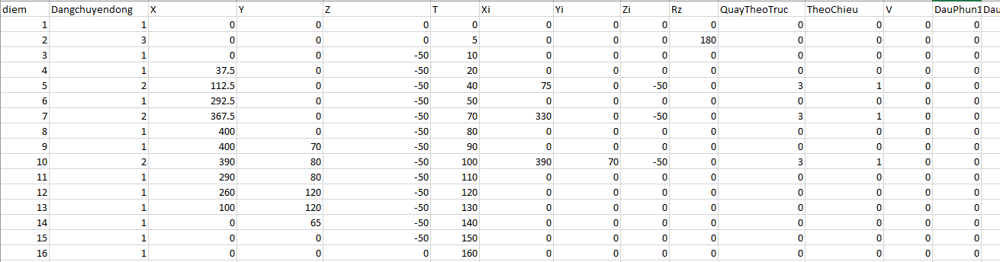 diem Dangchuyendong X Y Z T Xi Yi Zi Rz QuayTheoTruc TheoChieu V DauPhun1 Dau
1 1 0 0 0 0 0 0 0 0 0 0 0 0
2 3 0 0 0 5 0 0 0 180 0 0 0 0
3 1 0 0 -50 10 0 0 0 0 0 0 0 0
4 1 37.5 0 -50 20 0 0 0 0 0 0 0 0
5 2 112.5 0 -50 40 75 0 -50 0 3 1 0 0
6 1 292.5 0 -50 50 0 0 0 0 0 0 0 0
7 2 367.5 0 -50 70 330 0 -50 0 3 1 0 0
8 1 400 0 -50 80 0 0 0 0 0 0 0 0
9 1 400 70 -50 90 0 0 0 0 0 0 0 0
10 2 390 80 -50 100 390 70 -50 0 3 1 0 0
11 1 290 80 -50 110 0 0 0 0 0 0 0 0
12 1 260 120 -50 120 0 0 0 0 0 0 0 0
13 1 100 120 -50 130 0 0 0 0 0 0 0 0
14 1 0 65 -50 140 0 0 0 0 0 0 0 0
15 1 0 0 -50 150 0 0 0 0 0 0 0 0
16 1 0 0 0 160 0 0 0 0 0 0 0 0